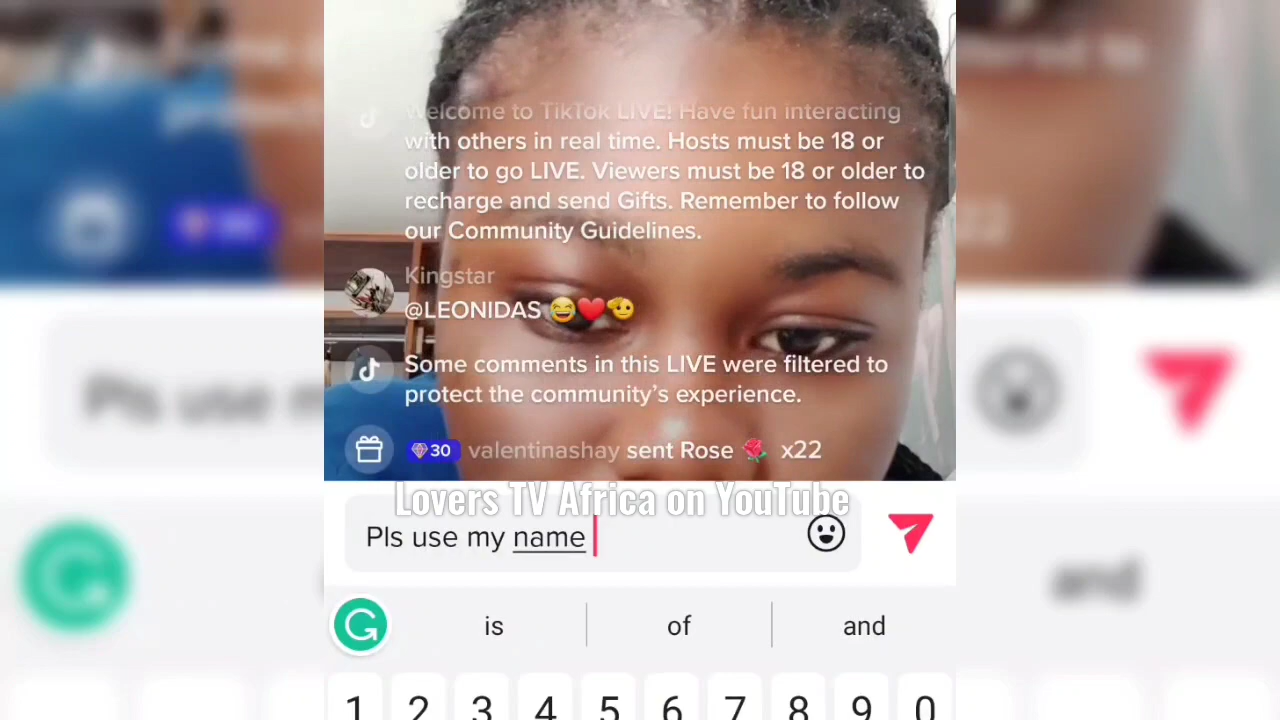 Welcome to TikTok LIVE! Have fun interacting
with others in real time. Hosts must be 18 or
older to go LIVE. Viewers must be 18 or older to
recharge and send Gifts. Remember to follow
our Community Guidelines.
Kingstar
@LEONIDAS 😂❤️🫡
Some comments in this LIVE were filtered to
protect the community’s experience.
30 valentinashay sent Rose 🌹 x22
Lovers TV Africa on YouTube
Pls use my name
is of and
1 2 3 4 5 6 7 8 9 0